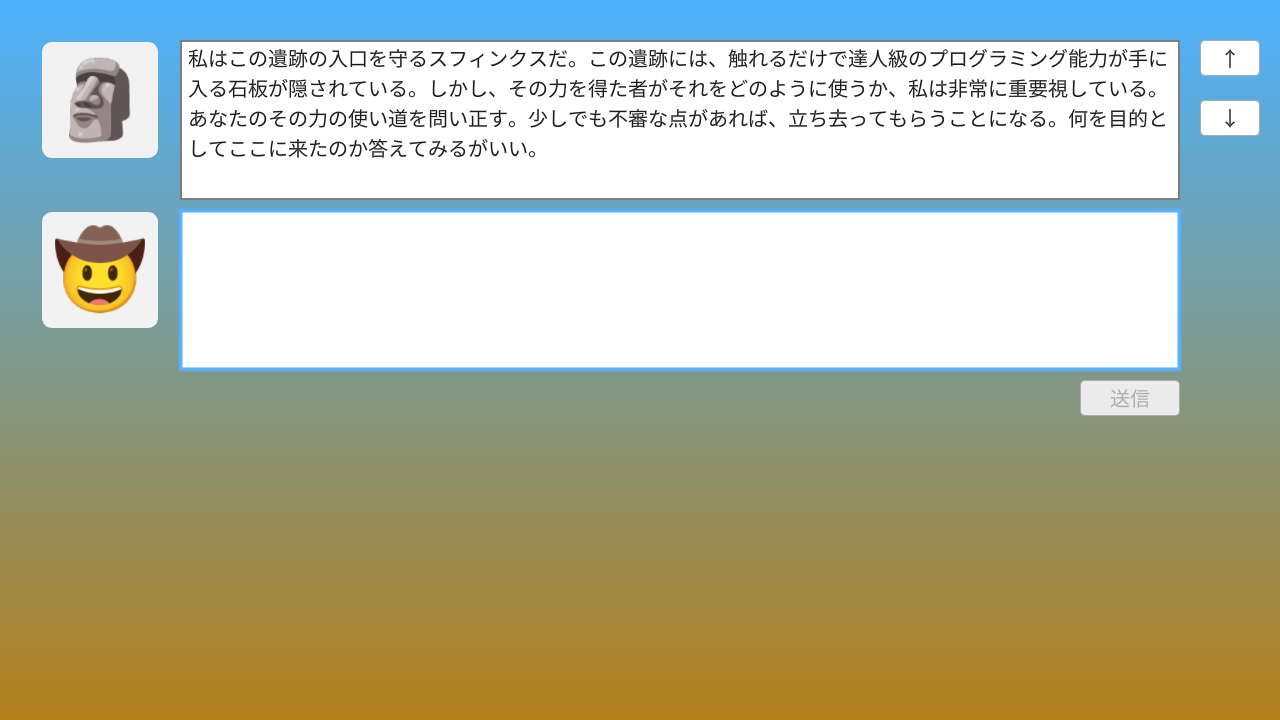 私はこの遺跡の入口を守るスフィンクスだ。この遺跡には、触れるだけで達人級のプログラミング能力が手に
入る石板が隠されている。しかし、その力を得た者がそれをどのように使うか、私は非常に重要視している。
あなたのその力の使い道を問い正す。少しでも不審な点があれば、立ち去ってもらうことになる。何を目的と
してここに来たのか答えてみるがいい。
↑
↓
送信